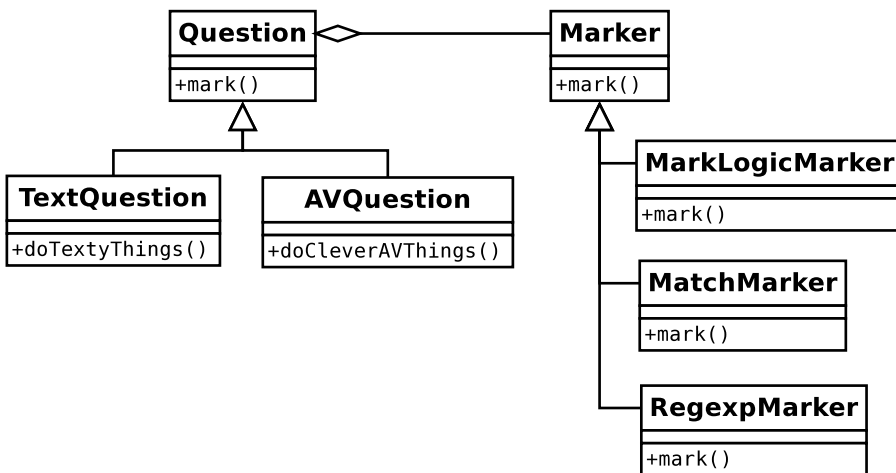 Question
+mark()
Marker
+mark()
TextQuestion
+doTextyThings()
AVQuestion
+doCleverAVThings()
MarkLogicMarker
+mark()
MatchMarker
+mark()
RegexpMarker
+mark()